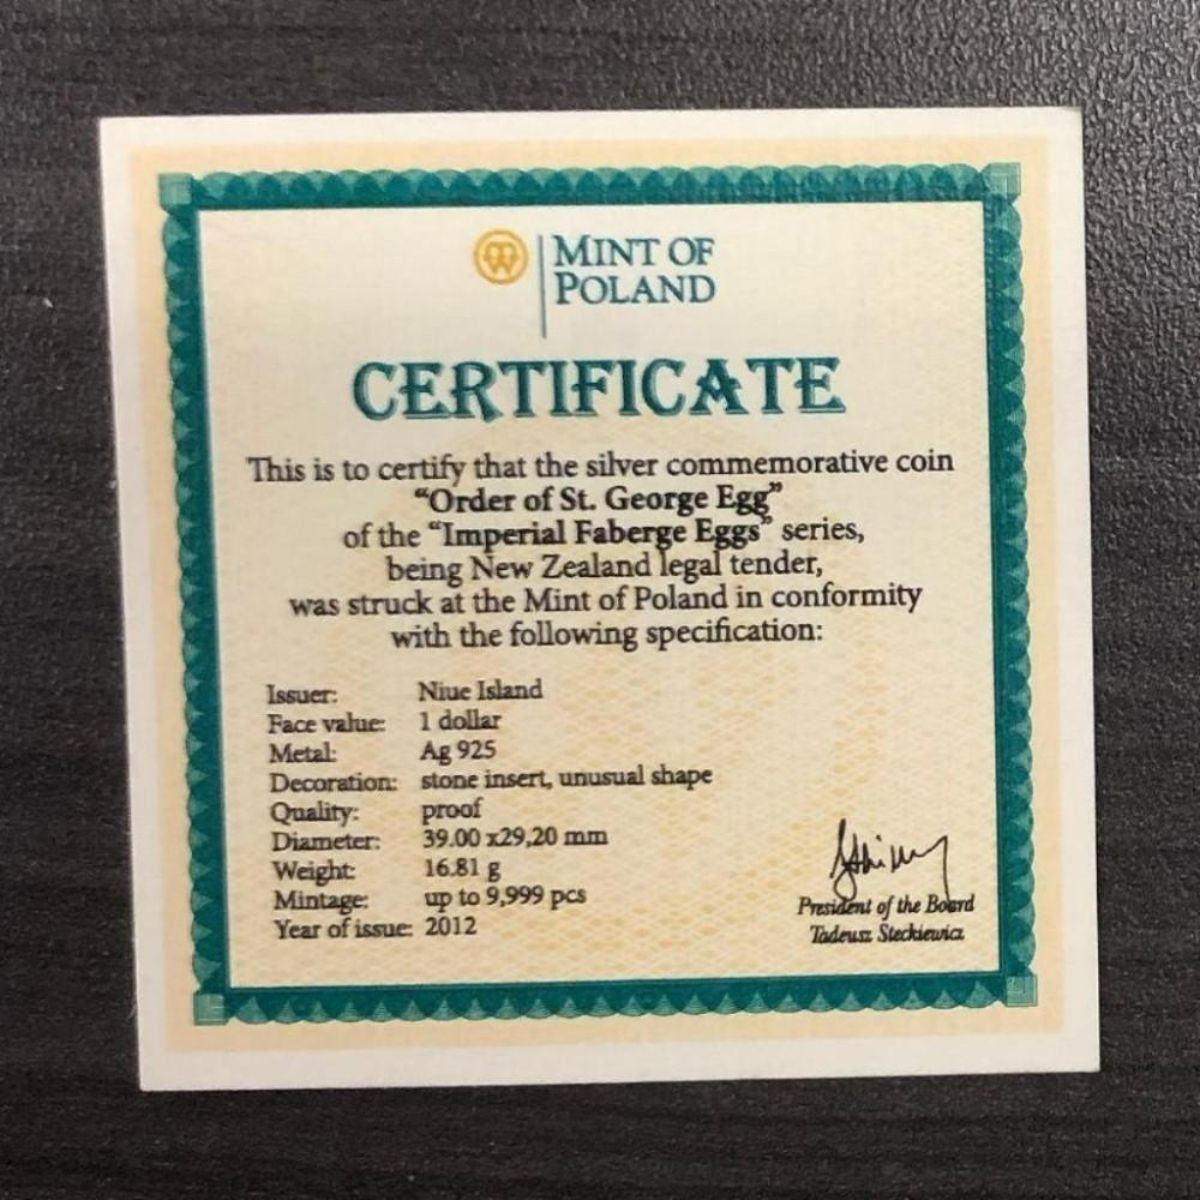 MINT OF
POLAND
CERTIFICATE
This is to certify that the silver commemorative coin
“Order of St. George Egg”
of the “Imperial Faberge Eggs” series,
being New Zealand legal tender,
was struck at the Mint of Poland in conformity
with the following specification:
Issuer: Niue Island
Face value: 1 dollar
Metal: Ag 925
Decoration: stone insert, unusual shape
Quality: proof
Diameter: 39.00 x29,20 mm
Weight: 16.81 g
Mintage: up to 9,999 pcs
Year of issue: 2012
President of the Board
Tadeusz Steckiewicz